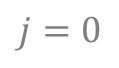 j = 0